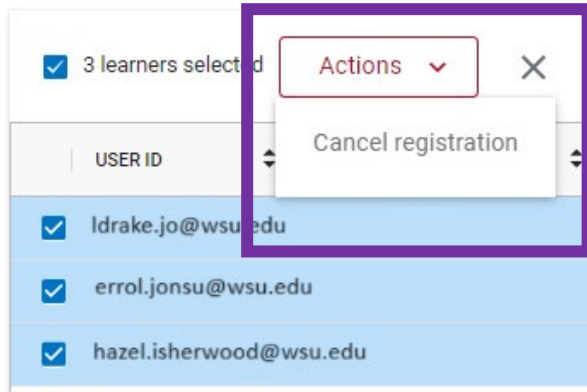 3 learners selected Actions
Cancel registration
USER ID
ldrake.jo@wsu.edu
errol.jonsu@wsu.edu
hazel.isherwood@wsu.edu